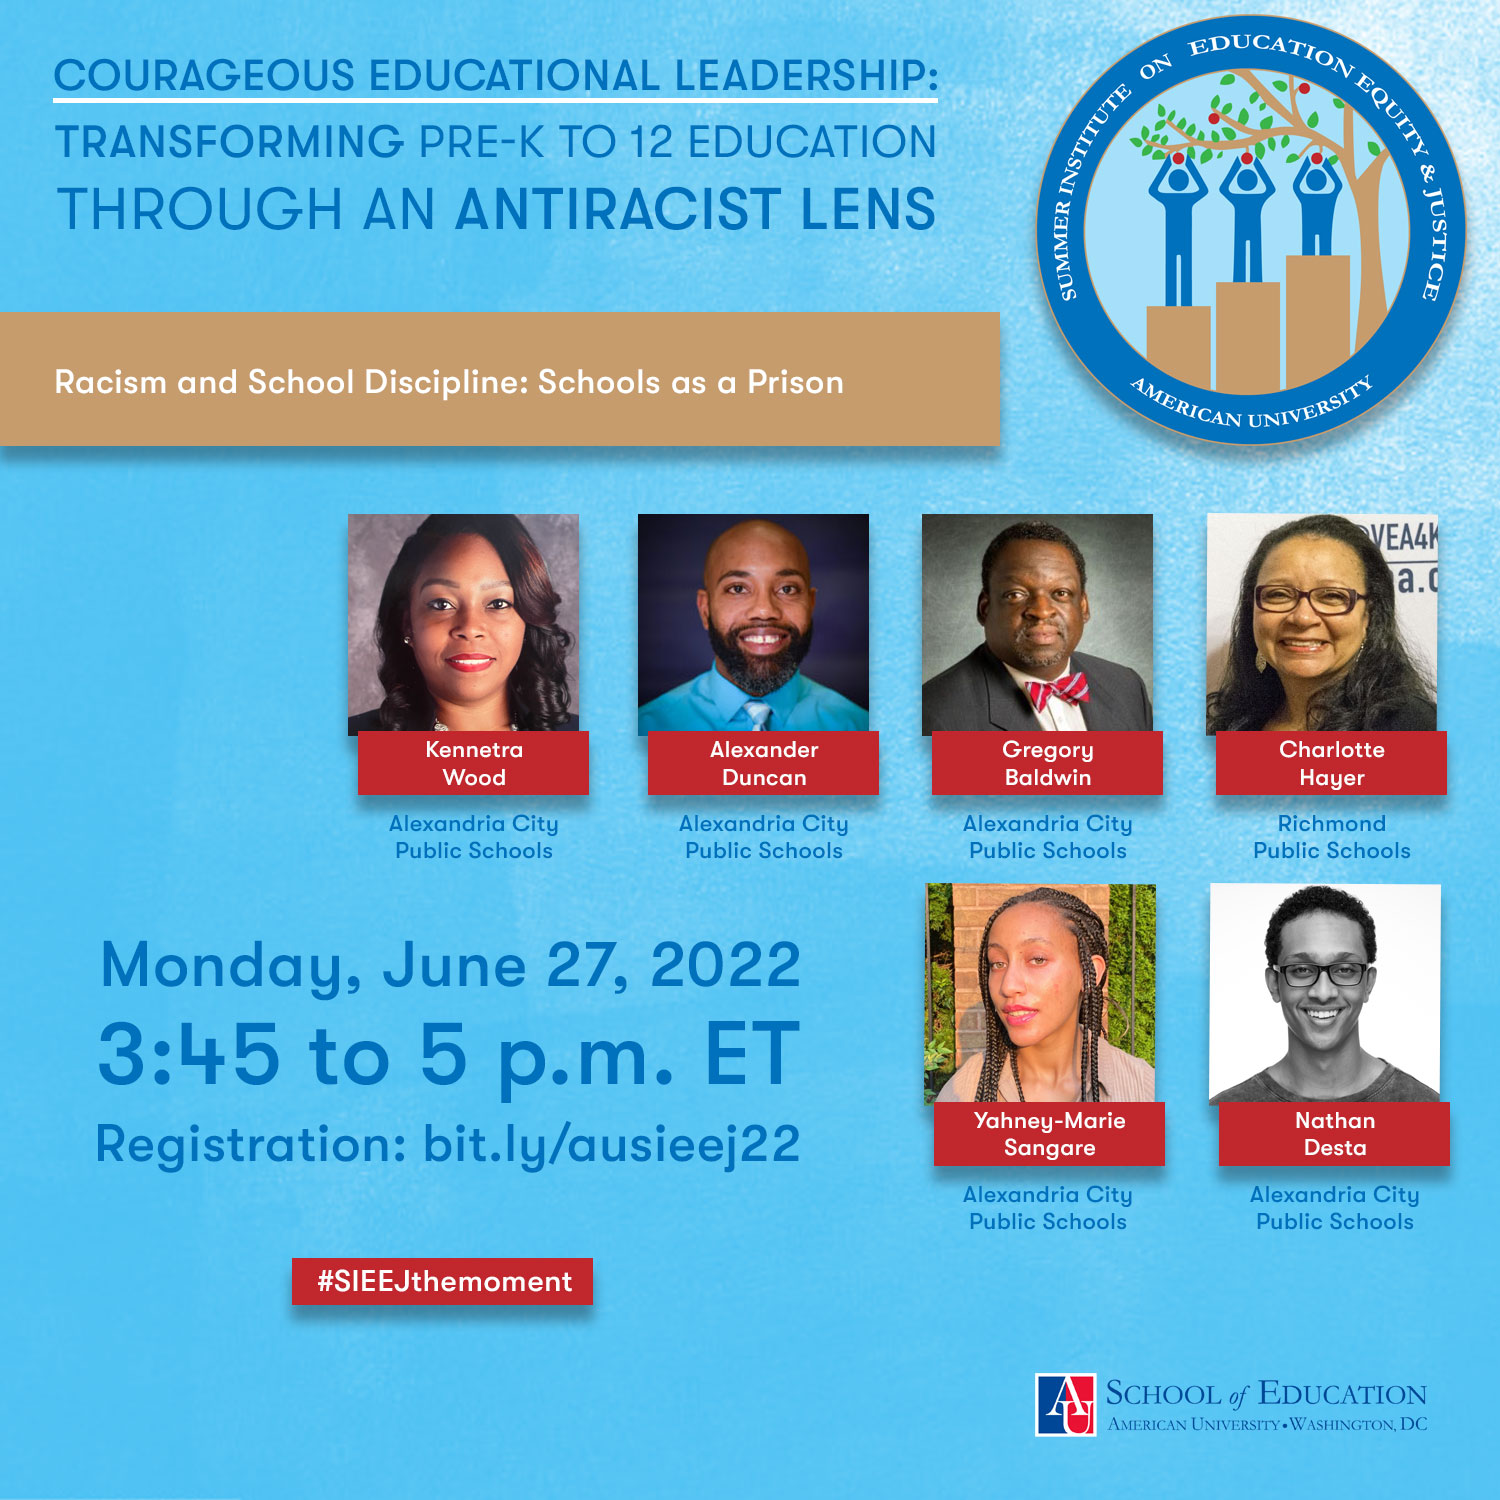 COURAGEOUS EDUCATIONAL LEADERSHIP:
TRANSFORMING PRE-K TO 12 EDUCATION
THROUGH AN ANTIRACIST LENS
SUMMER INSTITUTE ON EDUCATION EQUITY & JUSTICE
AMERICAN UNIVERSITY
Racism and School Discipline: Schools as a Prison
VEA4K
a.
Kennetra
Wood
Alexandria City
Public Schools
Alexander
Duncan
Alexandria City
Public Schools
Gregory
Baldwin
Alexandria City
Public Schools
Charlotte
Hayer
Richmond
Public Schools
Yahney-Marie
Sangare
Alexandria City
Public Schools
Nathan
Desta
Alexandria City
Public Schools
Monday, June 27, 2022
3:45 to 5 p.m. ET
Registration: bit.ly/ausieej22
#SIEEJthemoment
AU
SCHOOL of EDUCATION
AMERICAN UNIVERSITY•WASHINGTON, DC